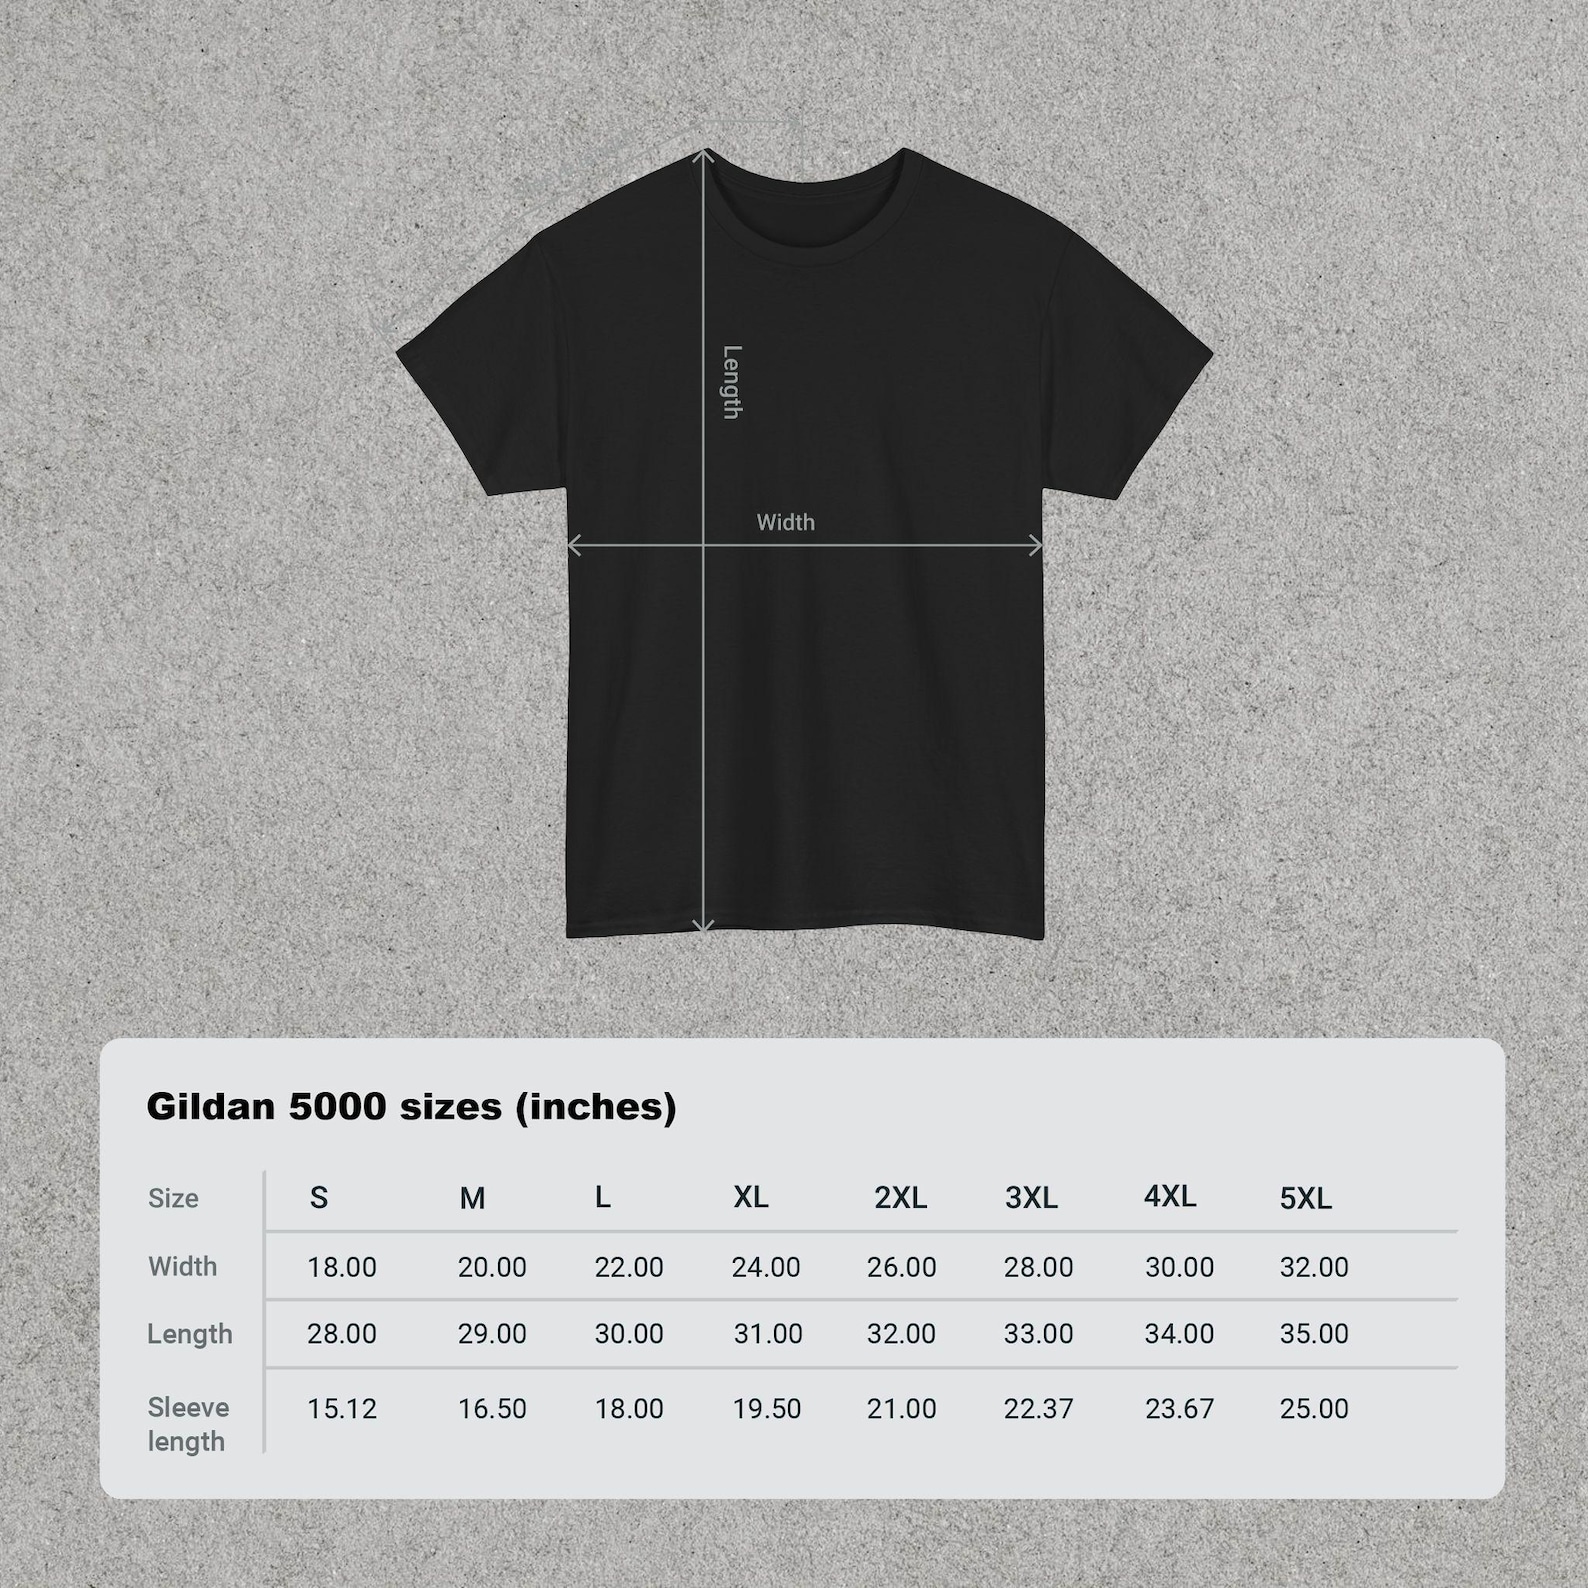 Length
Width
Gildan 5000 sizes (inches)
Size S M L XL 2XL 3XL 4XL 5XL
Width 18.00 20.00 22.00 24.00 26.00 28.00 30.00 32.00
Length 28.00 29.00 30.00 31.00 32.00 33.00 34.00 35.00
Sleeve 15.12 16.50 18.00 19.50 21.00 22.37 23.67 25.00
length